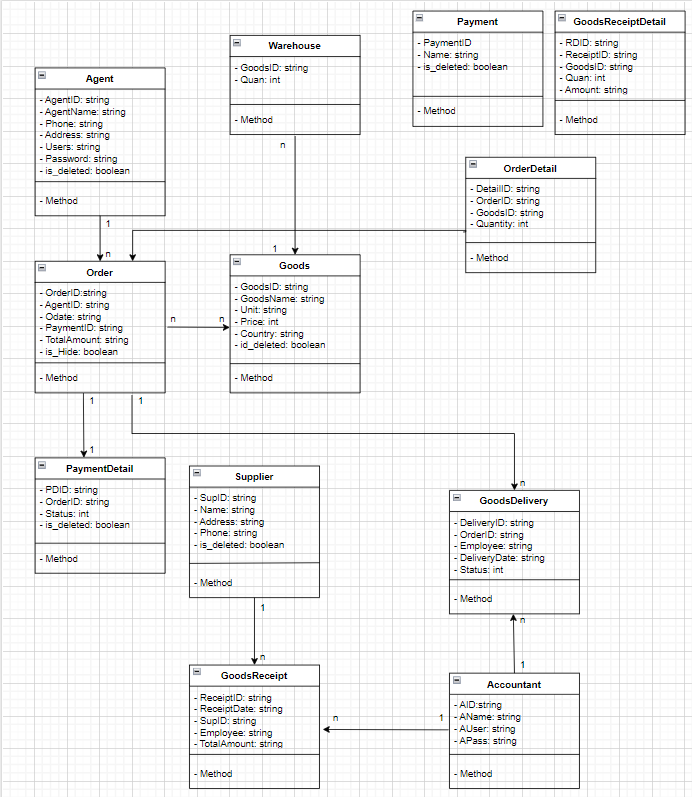 Payment
- PaymentID
- Name: string
- is_deleted: boolean
- Method
GoodsReceiptDetail
- RDID: string
- ReceiptID: string
- GoodsID: string
- Quan: int
- Amount: string
- Method
Warehouse
- GoodsID: string
- Quan: int
- Method
n
1
Agent
- AgentID: string
- AgentName: string
- Phone: string
- Address: string
- Users: string
- Password: string
- is_deleted: boolean
- Method
1
n
OrderDetail
- DetailID: string
- OrderID: string
- GoodsID: string
- Quantity: int
- Method
Order
- OrderID:string
- AgentID: string
- Odate: string
- PaymentID: string
- TotalAmount: string
- is_Hide: boolean
- Method
n
n
Goods
- GoodsID: string
- GoodsName: string
- Unit: string
- Price: int
- Country: string
- id_deleted: boolean
- Method
1
1
1
n
PaymentDetail
- PDID: string
- OrderID: string
- Status: int
- is_deleted: boolean
- Method
Supplier
- SupID: string
- Name: string
- Address: string
- Phone: string
- is_deleted: boolean
- Method
1
n
GoodsDelivery
- DeliveryID: string
- OrderID: string
- Employee: string
- DeliveryDate: string
- Status: int
- Method
n
1
GoodsReceipt
- ReceiptID: string
- ReceiptDate: string
- SupID: string
- Employee: string
- TotalAmount: string
- Method
n
1
Accountant
- AID:string
- AName: string
- AUser: string
- APass: string
- Method